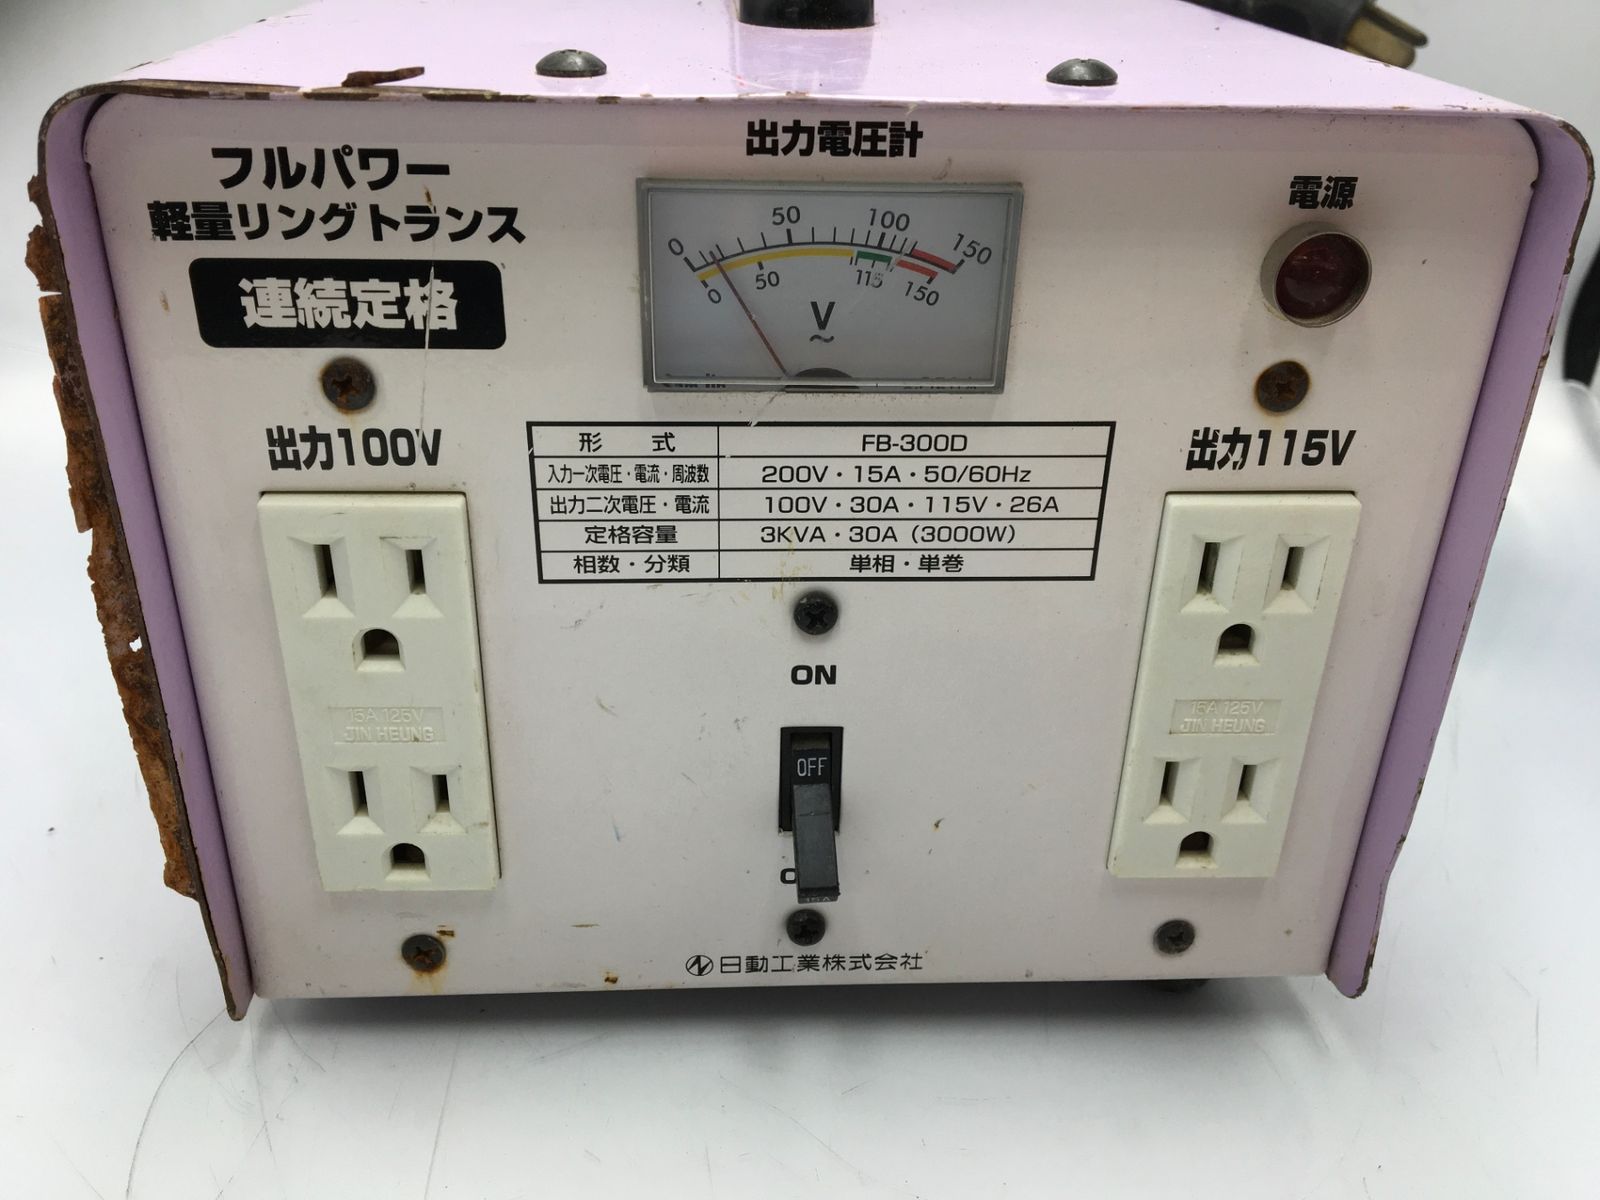 出力電圧計
フルパワー
軽量リングトランス
連続定格
電源
0 50 100 150
0 50 115 150
V
~
出力100V
出力115V
形 式 FB-300D
入力一次電圧・電流・周波数 200V・15A・50/60Hz
出力二次電圧・電流 100V・30A・115V・26A
定格容量 3KVA・30A(3000W)
相数・分類 単相・単巻
ON
15A 125V
JIN HEUNG
15A 125V
JIN HEUNG
OFF
15A
日動工業株式会社